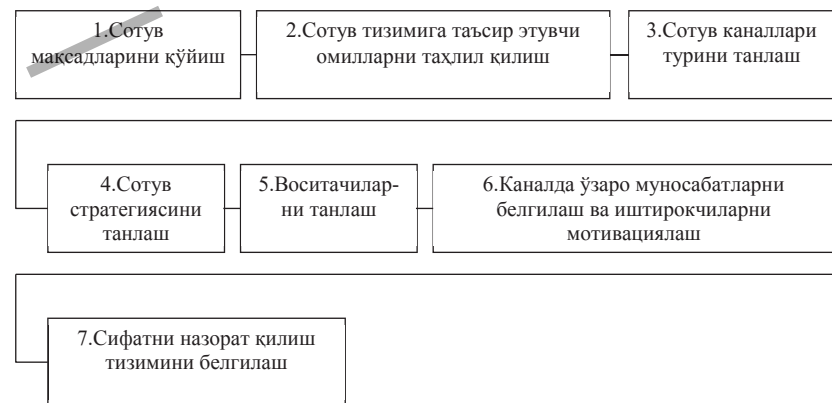 1.Сотув
мақсадларини қўйиш
2.Сотув тизимига таъсир этувчи
омилларни таҳлил қилиш
3.Сотув каналлари
турини танлаш
4.Сотув
стратегиясини
танлаш
5.Воситачилар-
ни танлаш
6.Каналда ўзаро муносабатларни
белгилаш ва иштирокчиларни
мотивациялаш
7.Сифатни назорат қилиш
тизимини белгилаш